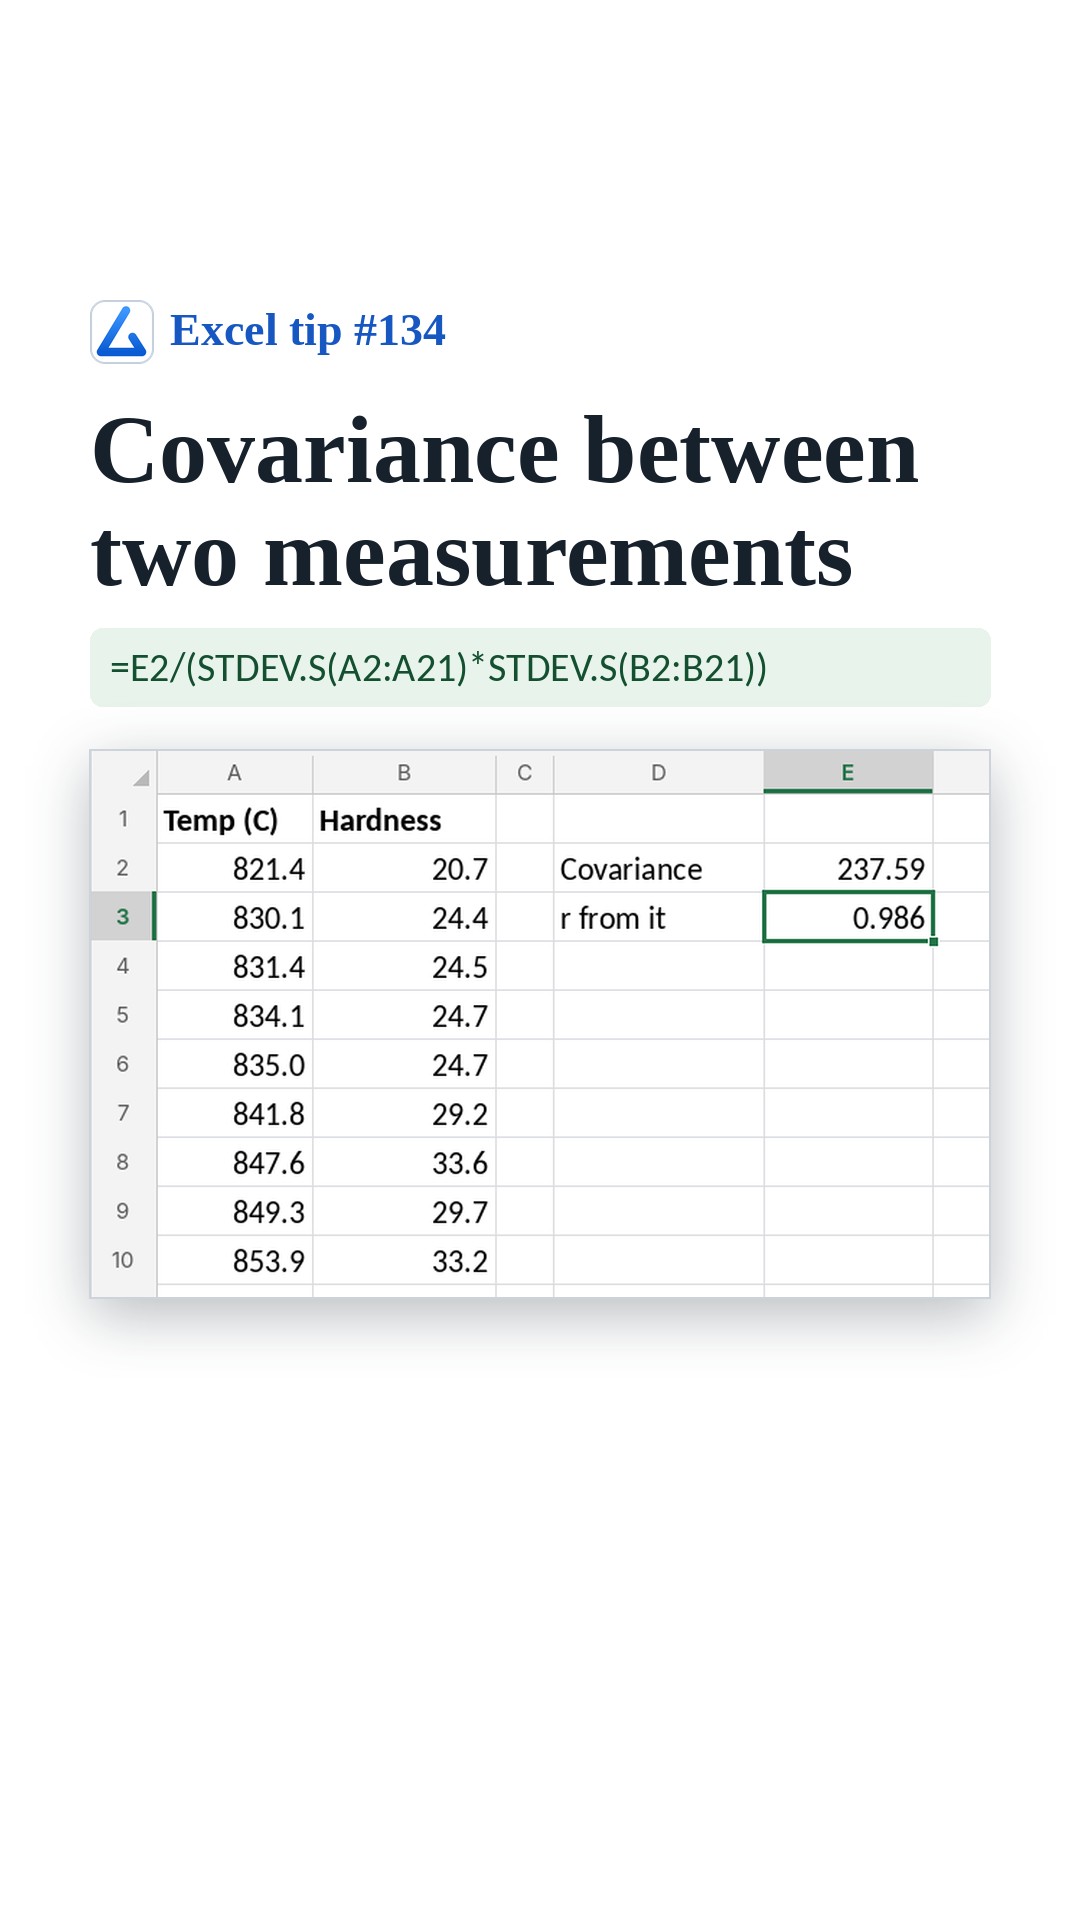 Excel tip #134
Covariance between
two measurements
=E2/(STDEV.S(A2:A21)*STDEV.S(B2:B21))
A B C D E
1 Temp (C) Hardness
2 821.4 20.7 Covariance 237.59
3 830.1 24.4 r from it 0.986
4 831.4 24.5
5 834.1 24.7
6 835.0 24.7
7 841.8 29.2
8 847.6 33.6
9 849.3 29.7
10 853.9 33.2